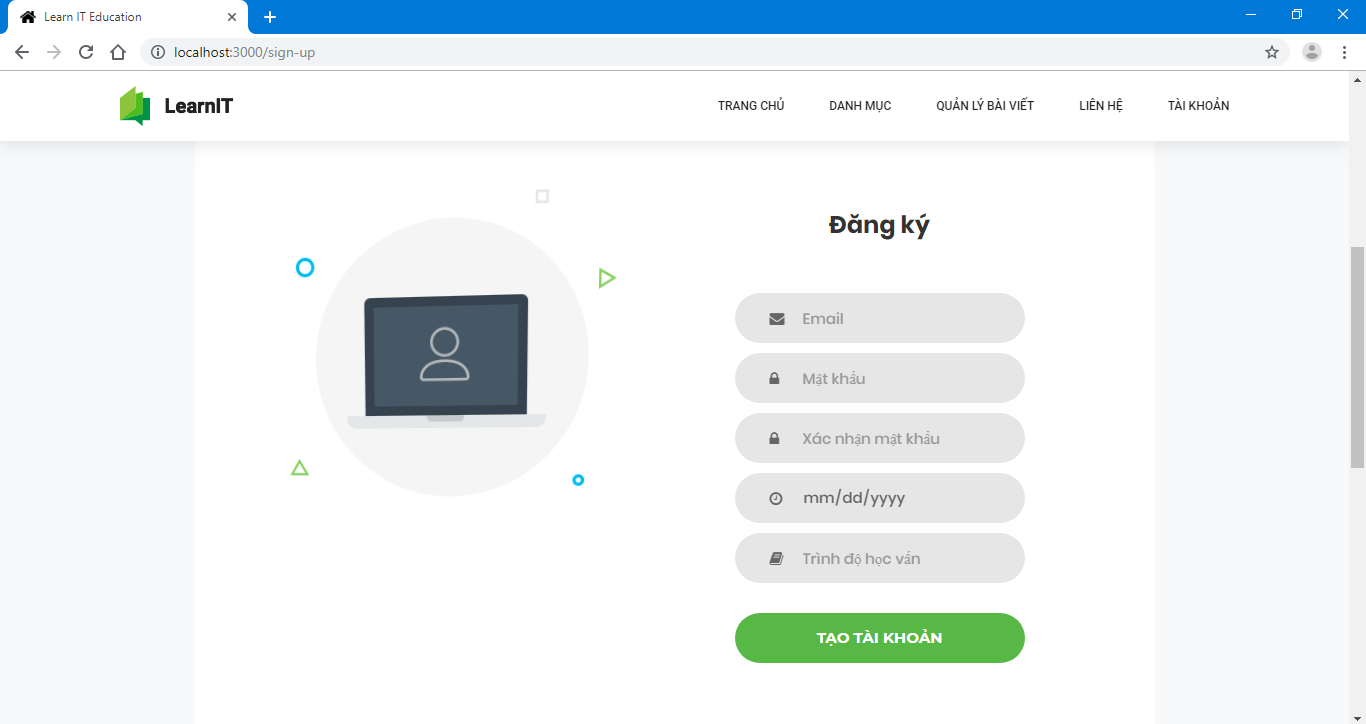 Learn IT Education
localhost:3000/sign-up
LearnIT
TRANG CHỦ DANH MỤC QUẢN LÝ BÀI VIẾT LIÊN HỆ TÀI KHOẢN
Đăng ký
Email
Mật khẩu
Xác nhận mật khẩu
mm/dd/yyyy
Trình độ học vấn
TẠO TÀI KHOẢN